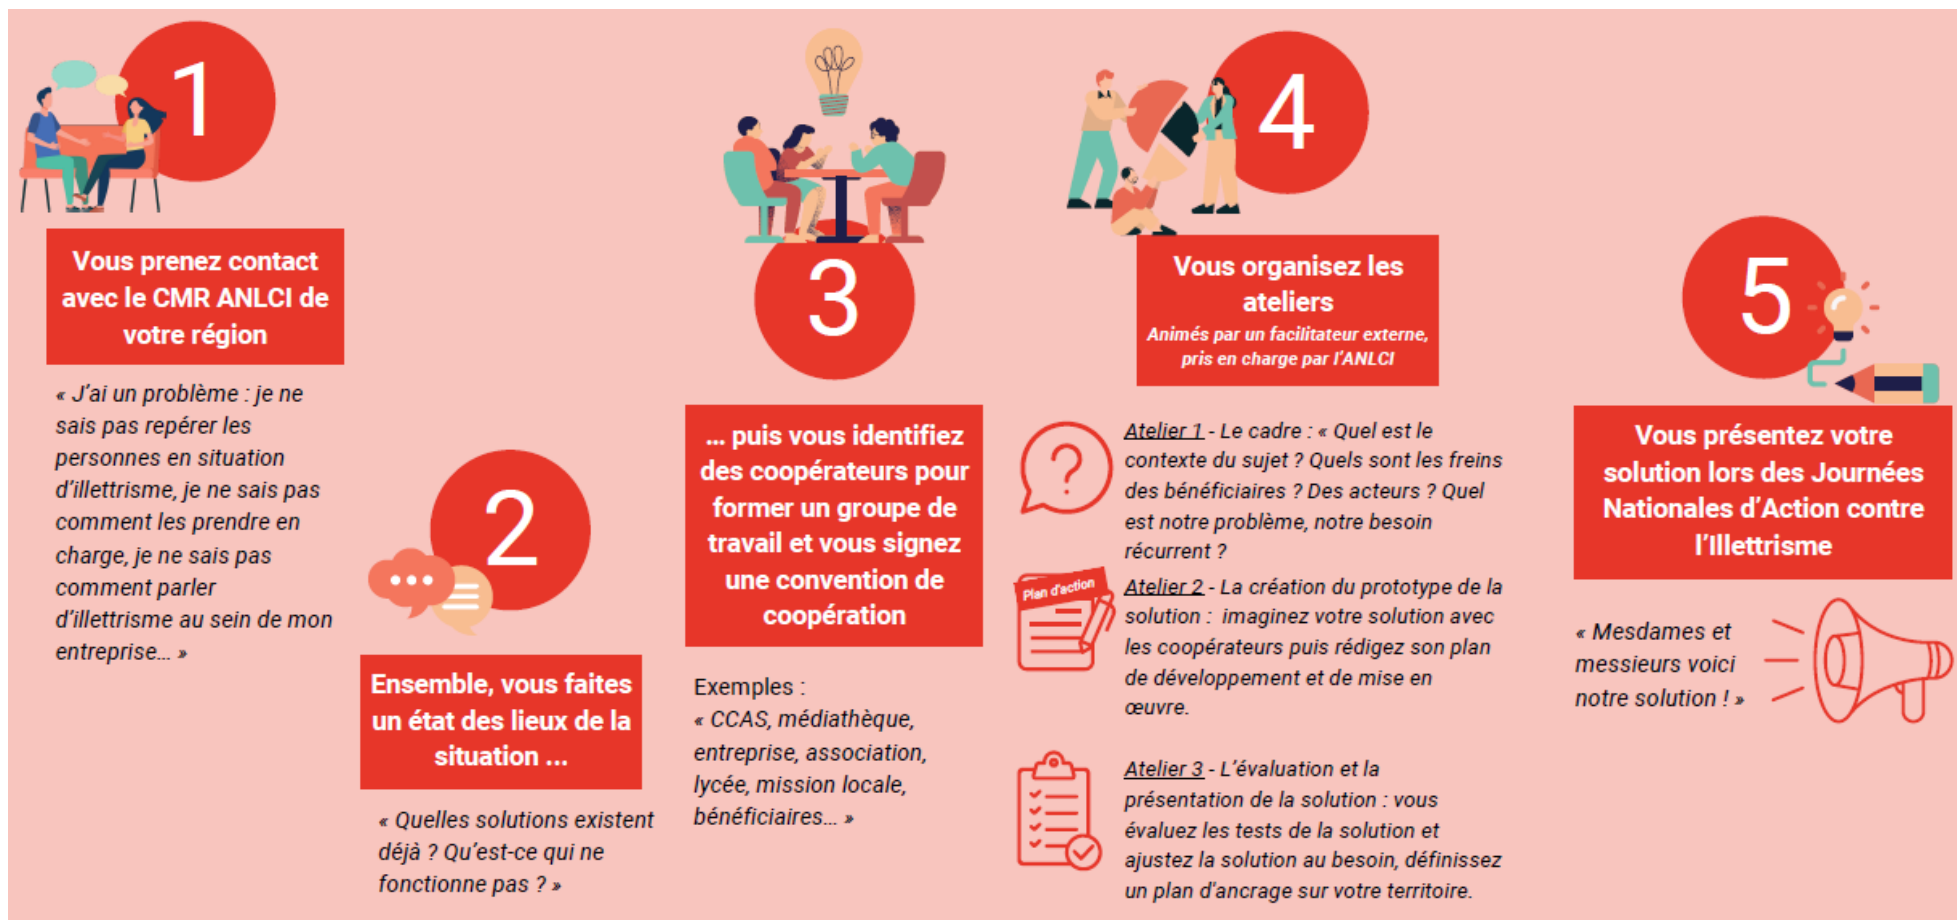 1
Vous prenez contact
avec le CMR ANLCI de
votre région
« J'ai un problème : je ne
sais pas repérer les
personnes en situation
d'illettrisme, je ne sais pas
comment les prendre en
charge, je ne sais pas
comment parler
d'illettrisme au sein de mon
entreprise... »
2
Ensemble, vous faites
un état des lieux de la
situation ...
« Quelles solutions existent
déjà ? Qu'est-ce qui ne
fonctionne pas ? »
3
... puis vous identifiez
des coopérateurs pour
former un groupe de
travail et vous signez
une convention de
coopération
Exemples :
« CCAS, médiathèque,
entreprise, association,
lycée, mission locale,
bénéficiaires... »
4
Vous organisez les
ateliers
Animés par un facilitateur externe,
pris en charge par l'ANLCI
?
Atelier 1 - Le cadre : « Quel est le
contexte du sujet ? Quels sont les freins
des bénéficiaires ? Des acteurs ? Quel
est notre problème, notre besoin
récurrent ?
Plan d'action
Atelier 2 - La création du prototype de la
solution : imaginez votre solution avec
les coopérateurs puis rédigez son plan
de développement et de mise en
œuvre.
Atelier 3 - L'évaluation et la
présentation de la solution : vous
évaluez les tests de la solution et
ajustez la solution au besoin, définissez
un plan d'ancrage sur votre territoire.
5
Vous présentez votre
solution lors des Journées
Nationales d'Action contre
l'Illettrisme
« Mesdames et
messieurs voici
notre solution ! »